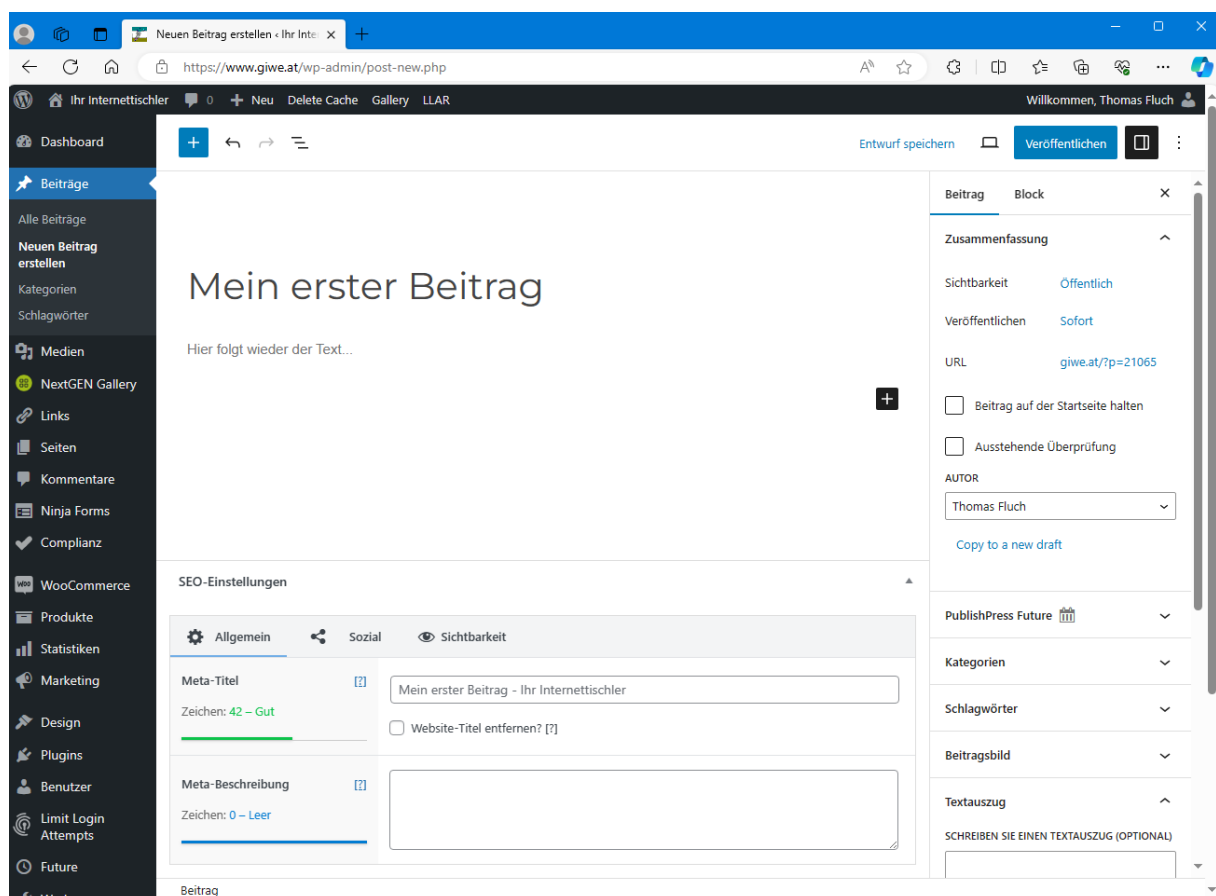 Neuen Beitrag erstellen ‹ Ihr Inte
https://www.giwe.at/wp-admin/post-new.php
Ihr Internettischler 0 + Neu Delete Cache Gallery LLAR Willkommen, Thomas Fluch
Dashboard
Beiträge
Alle Beiträge
Neuen Beitrag
erstellen
Kategorien
Schlagwörter
Medien
NextGEN Gallery
Links
Seiten
Kommentare
Ninja Forms
Complianz
WooCommerce
Produkte
Statistiken
Marketing
Design
Plugins
Benutzer
Limit Login
Attempts
Future
Entwurf speichern Veröffentlichen
Mein erster Beitrag
Hier folgt wieder der Text...
SEO-Einstellungen
Allgemein Sozial Sichtbarkeit
Meta-Titel [?]
Zeichen: 42 – Gut
Mein erster Beitrag - Ihr Internettischler
Website-Titel entfernen? [?]
Meta-Beschreibung [?]
Zeichen: 0 – Leer
Beitrag
Beitrag Block
Zusammenfassung
Sichtbarkeit Öffentlich
Veröffentlichen Sofort
URL giwe.at/?p=21065
Beitrag auf der Startseite halten
Ausstehende Überprüfung
AUTOR
Thomas Fluch
Copy to a new draft
PublishPress Future
Kategorien
Schlagwörter
Beitragsbild
Textauszug
SCHREIBEN SIE EINEN TEXTAUSZUG (OPTIONAL)